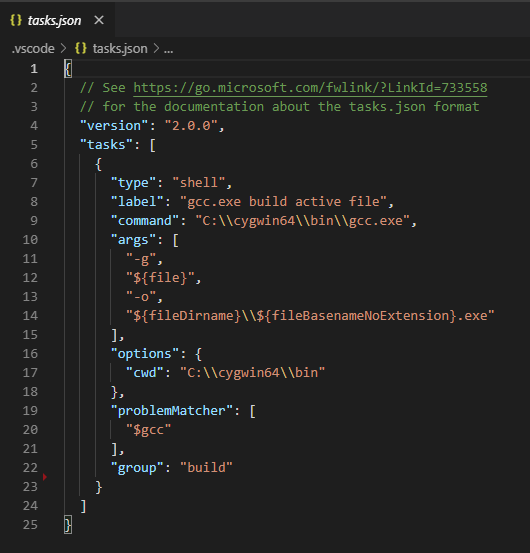 {} tasks.json ×
.vscode > {} tasks.json > ...
1 {
2 // See https://go.microsoft.com/fwlink/?LinkId=733558
3 // for the documentation about the tasks.json format
4 "version": "2.0.0",
5 "tasks": [
6 {
7 "type": "shell",
8 "label": "gcc.exe build active file",
9 "command": "C:\\cygwin64\\bin\\gcc.exe",
10 "args": [
11 "-g",
12 "${file}",
13 "-o",
14 "${fileDirname}\\${fileBasenameNoExtension}.exe"
15 ],
16 "options": {
17 "cwd": "C:\\cygwin64\\bin"
18 },
19 "problemMatcher": [
20 "$gcc"
21 ],
22 "group": "build"
23 }
24 ]
25 }